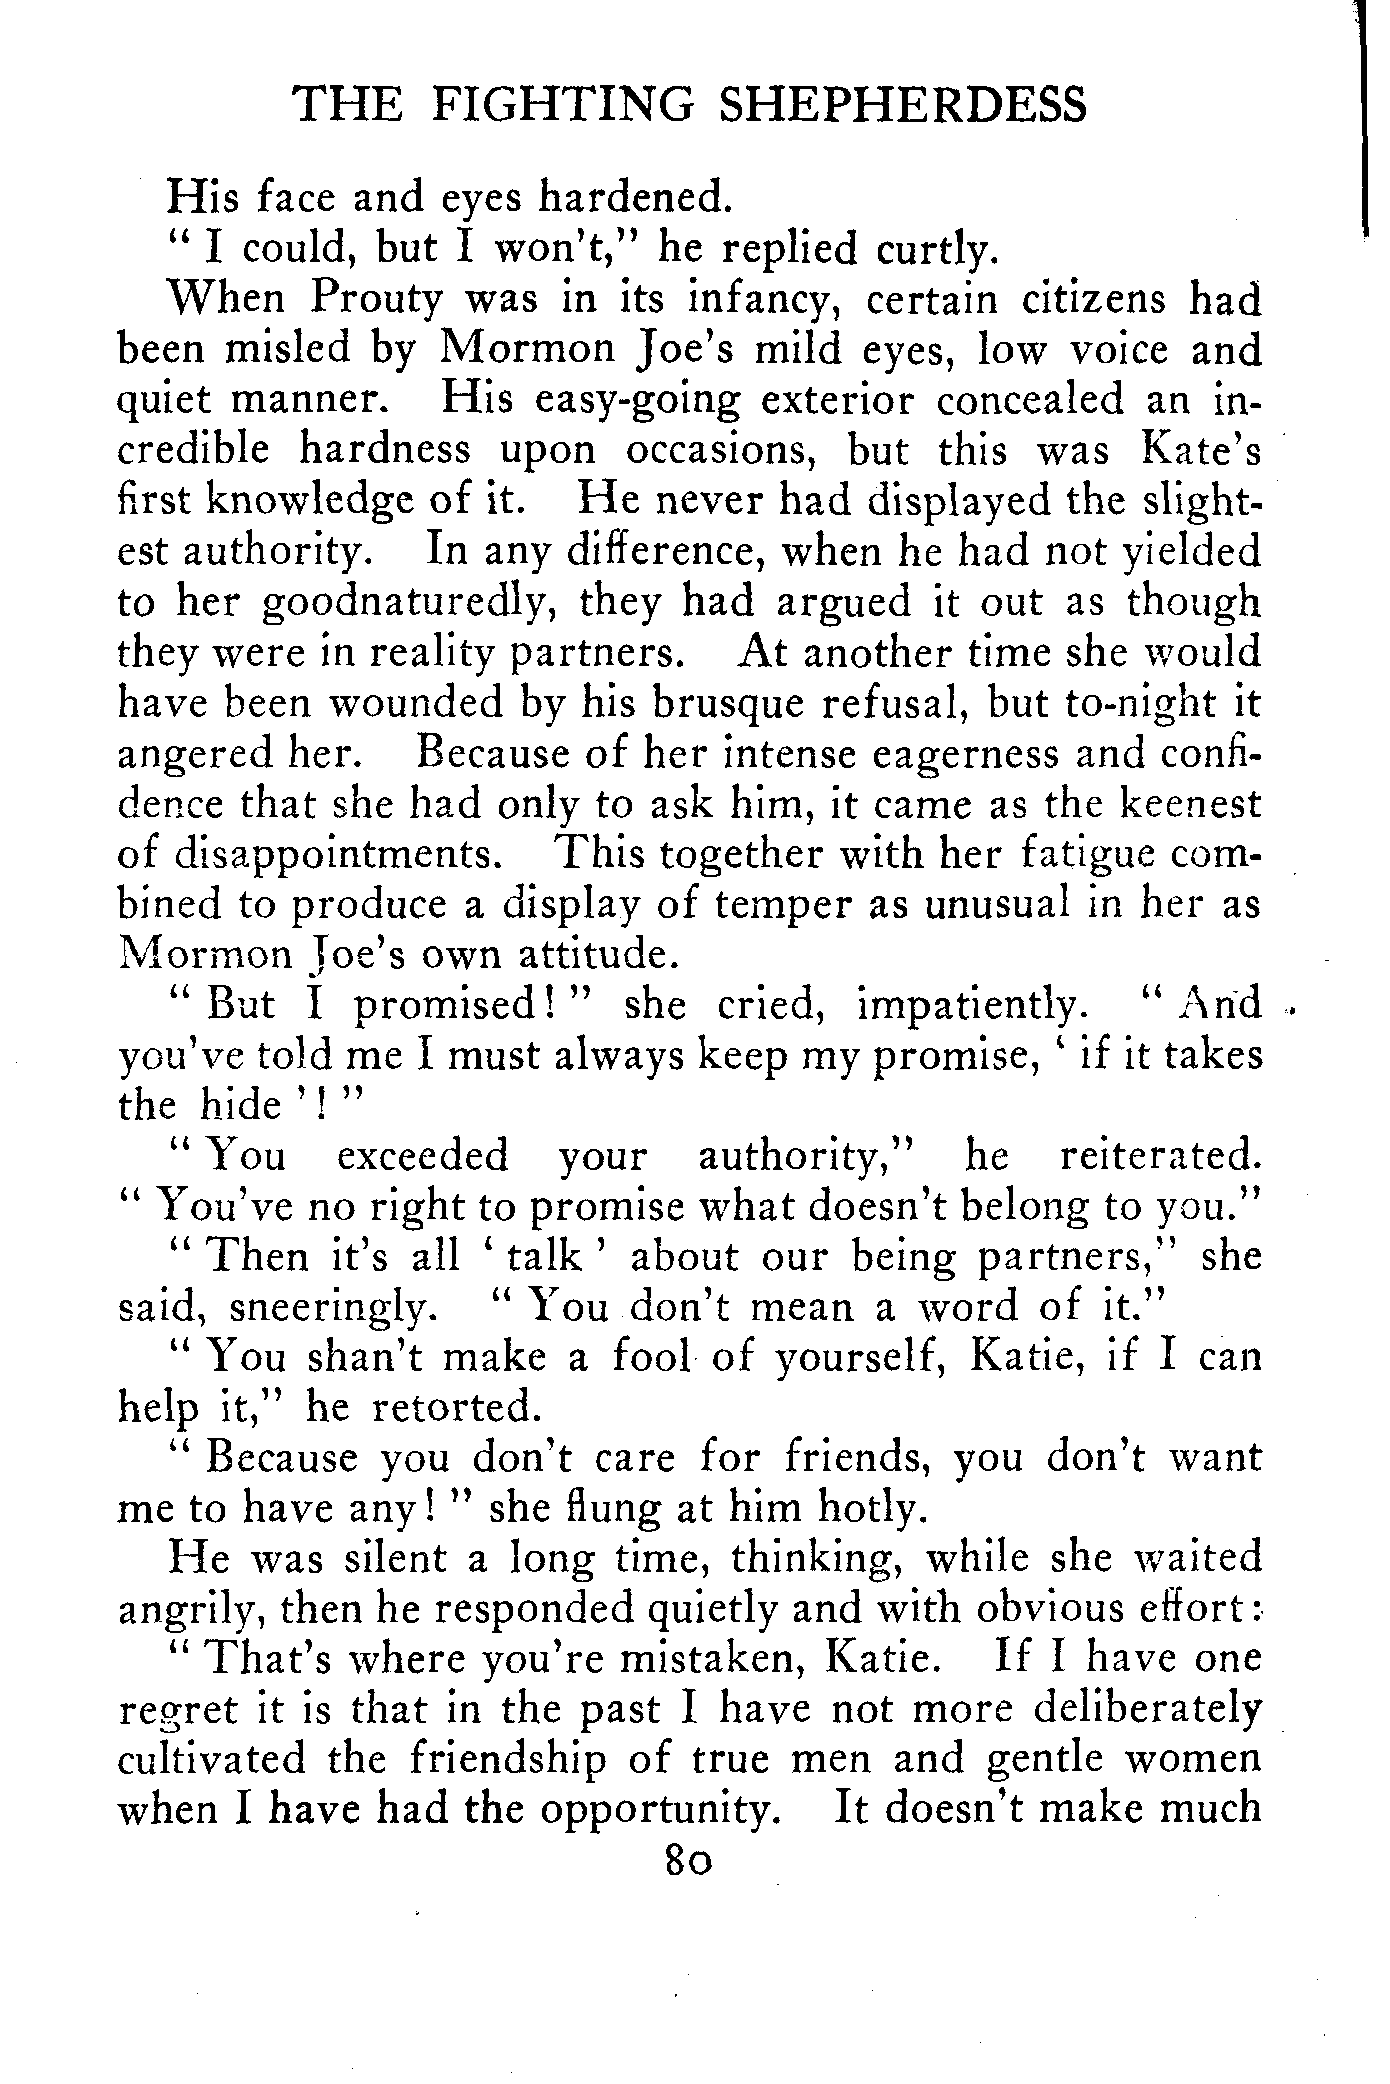 THE FIGHTING SHEPHERDESS
His face and eyes hardened.
“ I could, but I won’t,” he replied curtly.
When Prouty was in its infancy, certain citizens had
been misled by Mormon Joe’s mild eyes, low voice and
quiet manner. His easy-going exterior concealed an in-
credible hardness upon occasions, but this was Kate’s
first knowledge of it. He never had displayed the slight-
est authority. In any difference, when he had not yielded
to her goodnaturedly, they had argued it out as though
they were in reality partners. At another time she would
have been wounded by his brusque refusal, but to-night it
angered her. Because of her intense eagerness and confi-
dence that she had only to ask him, it came as the keenest
of disappointments. This together with her fatigue com-
bined to produce a display of temper as unusual in her as
Mormon Joe’s own attitude.
“ But I promised! ” she cried, impatiently. “ And
you’ve told me I must always keep my promise, ‘ if it takes
the hide ’! ”
“ You exceeded your authority,” he reiterated.
“ You’ve no right to promise what doesn’t belong to you.”
“ Then it’s all ‘ talk ’ about our being partners,” she
said, sneeringly. “ You don’t mean a word of it.”
“ You shan’t make a fool of yourself, Katie, if I can
help it,” he retorted.
“ Because you don’t care for friends, you don’t want
me to have any! ” she flung at him hotly.
He was silent a long time, thinking, while she waited
angrily, then he responded quietly and with obvious effort:
“ That’s where you’re mistaken, Katie. If I have one
regret it is that in the past I have not more deliberately
cultivated the friendship of true men and gentle women
when I have had the opportunity. It doesn’t make much
80